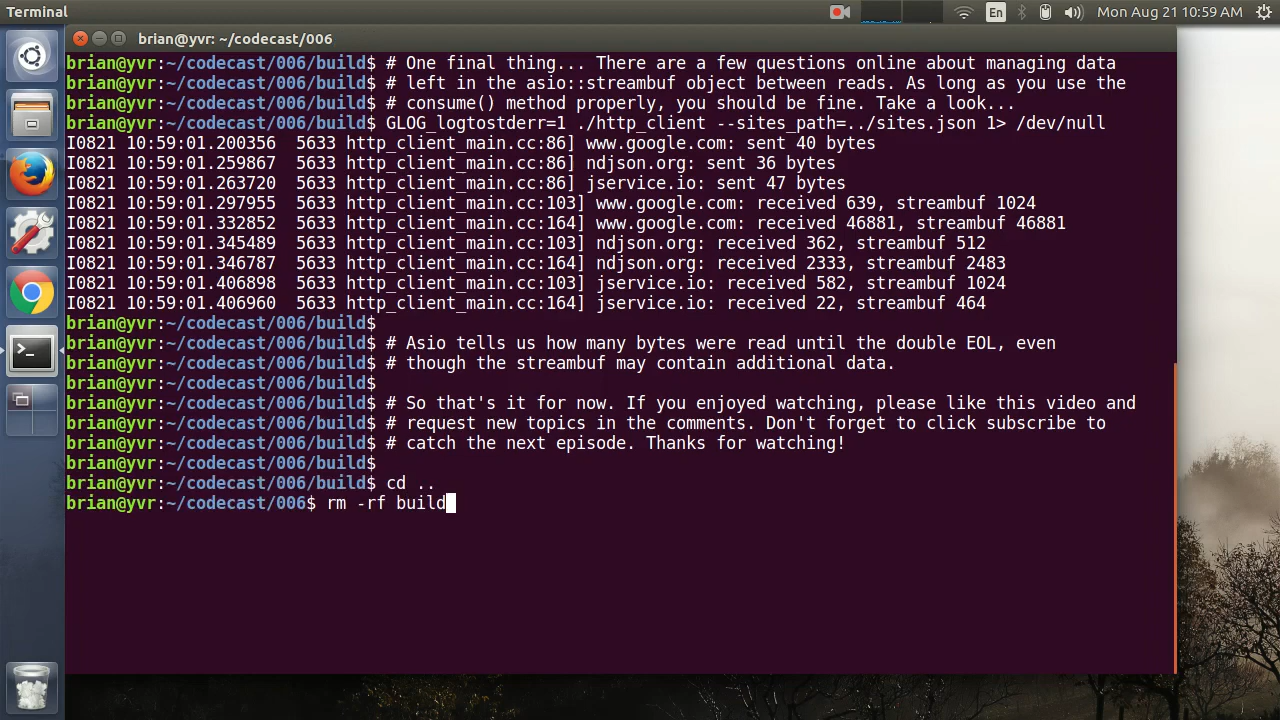 Terminal
En
Mon Aug 21 10:59 AM
brian@yvr: ~/codecast/006
brian@yvr:~/codecast/006/build$ # One final thing... There are a few questions online about managing data
brian@yvr:~/codecast/006/build$ # left in the asio::streambuf object between reads. As long as you use the
brian@yvr:~/codecast/006/build$ # consume() method properly, you should be fine. Take a look...
brian@yvr:~/codecast/006/build$ GLOG_logtostderr=1 ./http_client --sites_path=../sites.json 1> /dev/null
I0821 10:59:01.200356  5633 http_client_main.cc:86] www.google.com: sent 40 bytes
I0821 10:59:01.259867  5633 http_client_main.cc:86] ndjson.org: sent 36 bytes
I0821 10:59:01.263720  5633 http_client_main.cc:86] jservice.io: sent 47 bytes
I0821 10:59:01.297955  5633 http_client_main.cc:103] www.google.com: received 639, streambuf 1024
I0821 10:59:01.332852  5633 http_client_main.cc:164] www.google.com: received 46881, streambuf 46881
I0821 10:59:01.345489  5633 http_client_main.cc:103] ndjson.org: received 362, streambuf 512
I0821 10:59:01.346787  5633 http_client_main.cc:164] ndjson.org: received 2333, streambuf 2483
I0821 10:59:01.406898  5633 http_client_main.cc:103] jservice.io: received 582, streambuf 1024
I0821 10:59:01.406960  5633 http_client_main.cc:164] jservice.io: received 22, streambuf 464
brian@yvr:~/codecast/006/build$
brian@yvr:~/codecast/006/build$ # Asio tells us how many bytes were read until the double EOL, even
brian@yvr:~/codecast/006/build$ # though the streambuf may contain additional data.
brian@yvr:~/codecast/006/build$
brian@yvr:~/codecast/006/build$ # So that's it for now. If you enjoyed watching, please like this video and
brian@yvr:~/codecast/006/build$ # request new topics in the comments. Don't forget to click subscribe to
brian@yvr:~/codecast/006/build$ # catch the next episode. Thanks for watching!
brian@yvr:~/codecast/006/build$
brian@yvr:~/codecast/006/build$ cd ..
brian@yvr:~/codecast/006$ rm -rf build